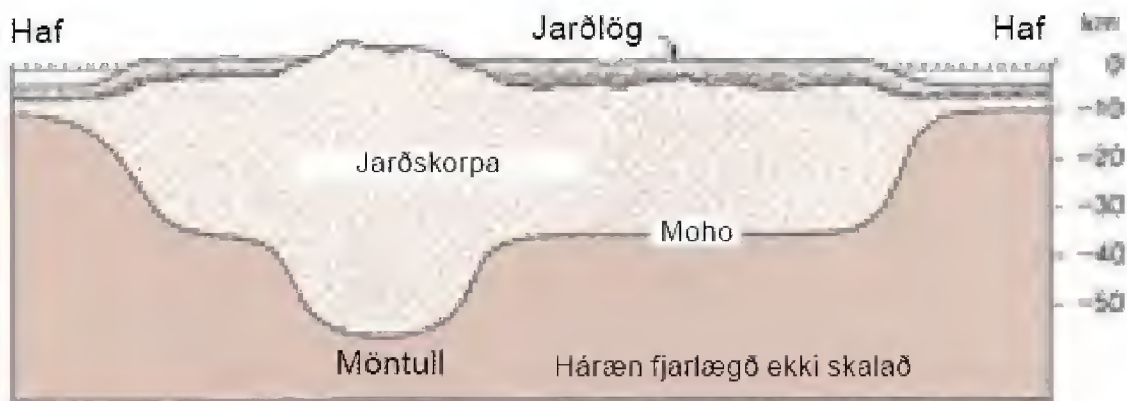 Haf
Jarðlög
Haf
km
0
-10
Jarðskorpa
-20
-30
Moho
-40
-50
Möntull
Háræn fjarlægð ekki skalað